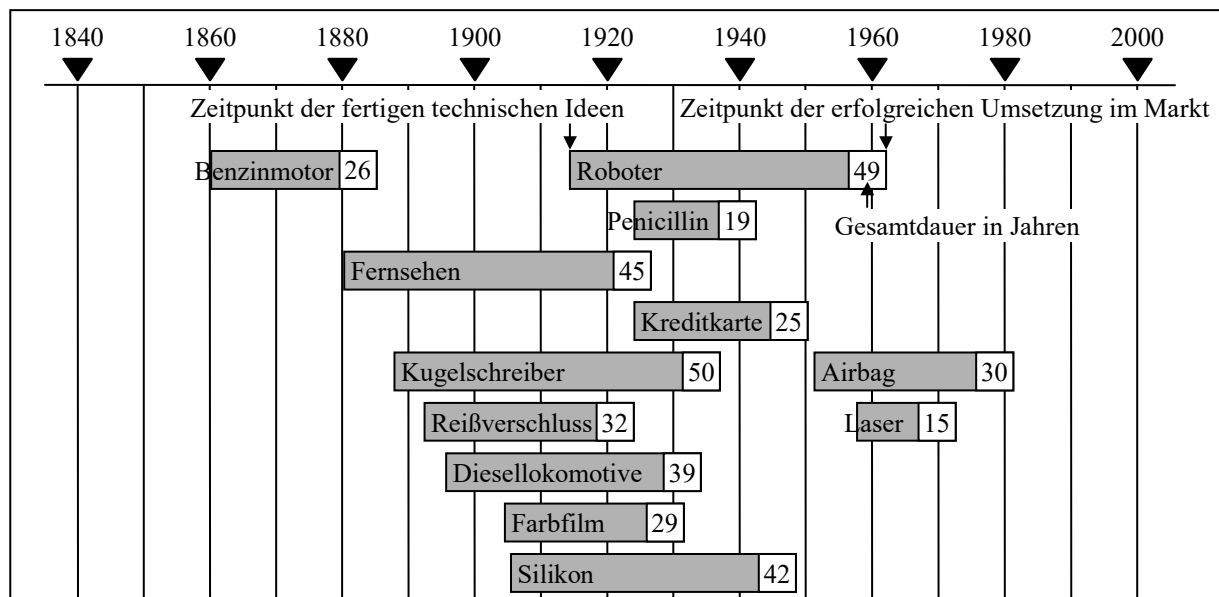 1840 1860 1880 1900 1920 1940 1960 1980 2000
Zeitpunkt der fertigen technischen Ideen Zeitpunkt der erfolgreichen Umsetzung im Markt
Benzinmotor 26 Roboter 49
Penicillin 19 Gesamtdauer in Jahren
Fernsehen 45
Kreditkarte 25
Kugelschreiber 50 Airbag 30
Reißverschluss 32 Laser 15
Diesellokomotive 39
Farbfilm 29
Silikon 42